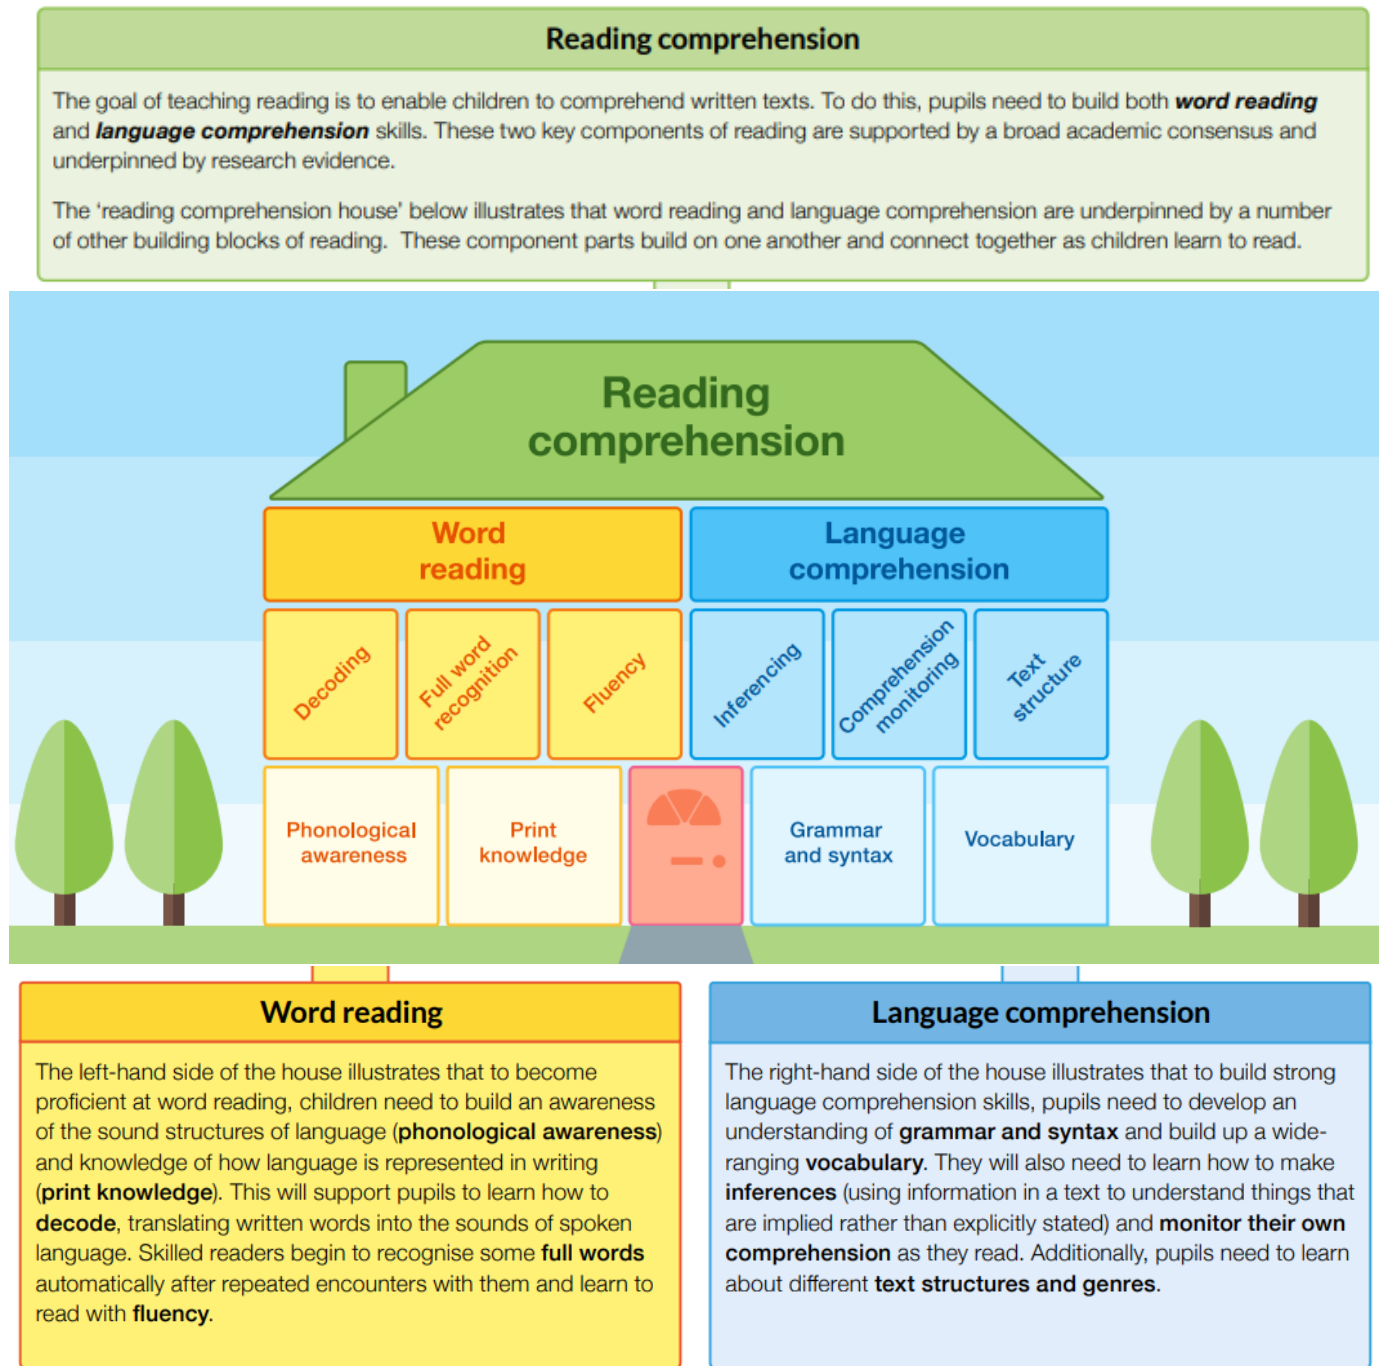 Reading comprehension
The goal of teaching reading is to enable children to comprehend written texts. To do this, pupils need to build both word reading
and language comprehension skills. These two key components of reading are supported by a broad academic consensus and
underpinned by research evidence.
The ‘reading comprehension house’ below illustrates that word reading and language comprehension are underpinned by a number
of other building blocks of reading. These component parts build on one another and connect together as children learn to read.
Reading
comprehension
Word
reading
Language
comprehension
Decoding
Full word
recognition
Fluency
Inferencing
Comprehension
monitoring
Text
structure
Phonological
awareness
Print
knowledge
Grammar
and syntax
Vocabulary
Word reading
The left-hand side of the house illustrates that to become
proficient at word reading, children need to build an awareness
of the sound structures of language (phonological awareness)
and knowledge of how language is represented in writing
(print knowledge). This will support pupils to learn how to
decode, translating written words into the sounds of spoken
language. Skilled readers begin to recognise some full words
automatically after repeated encounters with them and learn to
read with fluency.
Language comprehension
The right-hand side of the house illustrates that to build strong
language comprehension skills, pupils need to develop an
understanding of grammar and syntax and build up a wide-
ranging vocabulary. They will also need to learn how to make
inferences (using information in a text to understand things that
are implied rather than explicitly stated) and monitor their own
comprehension as they read. Additionally, pupils need to learn
about different text structures and genres.